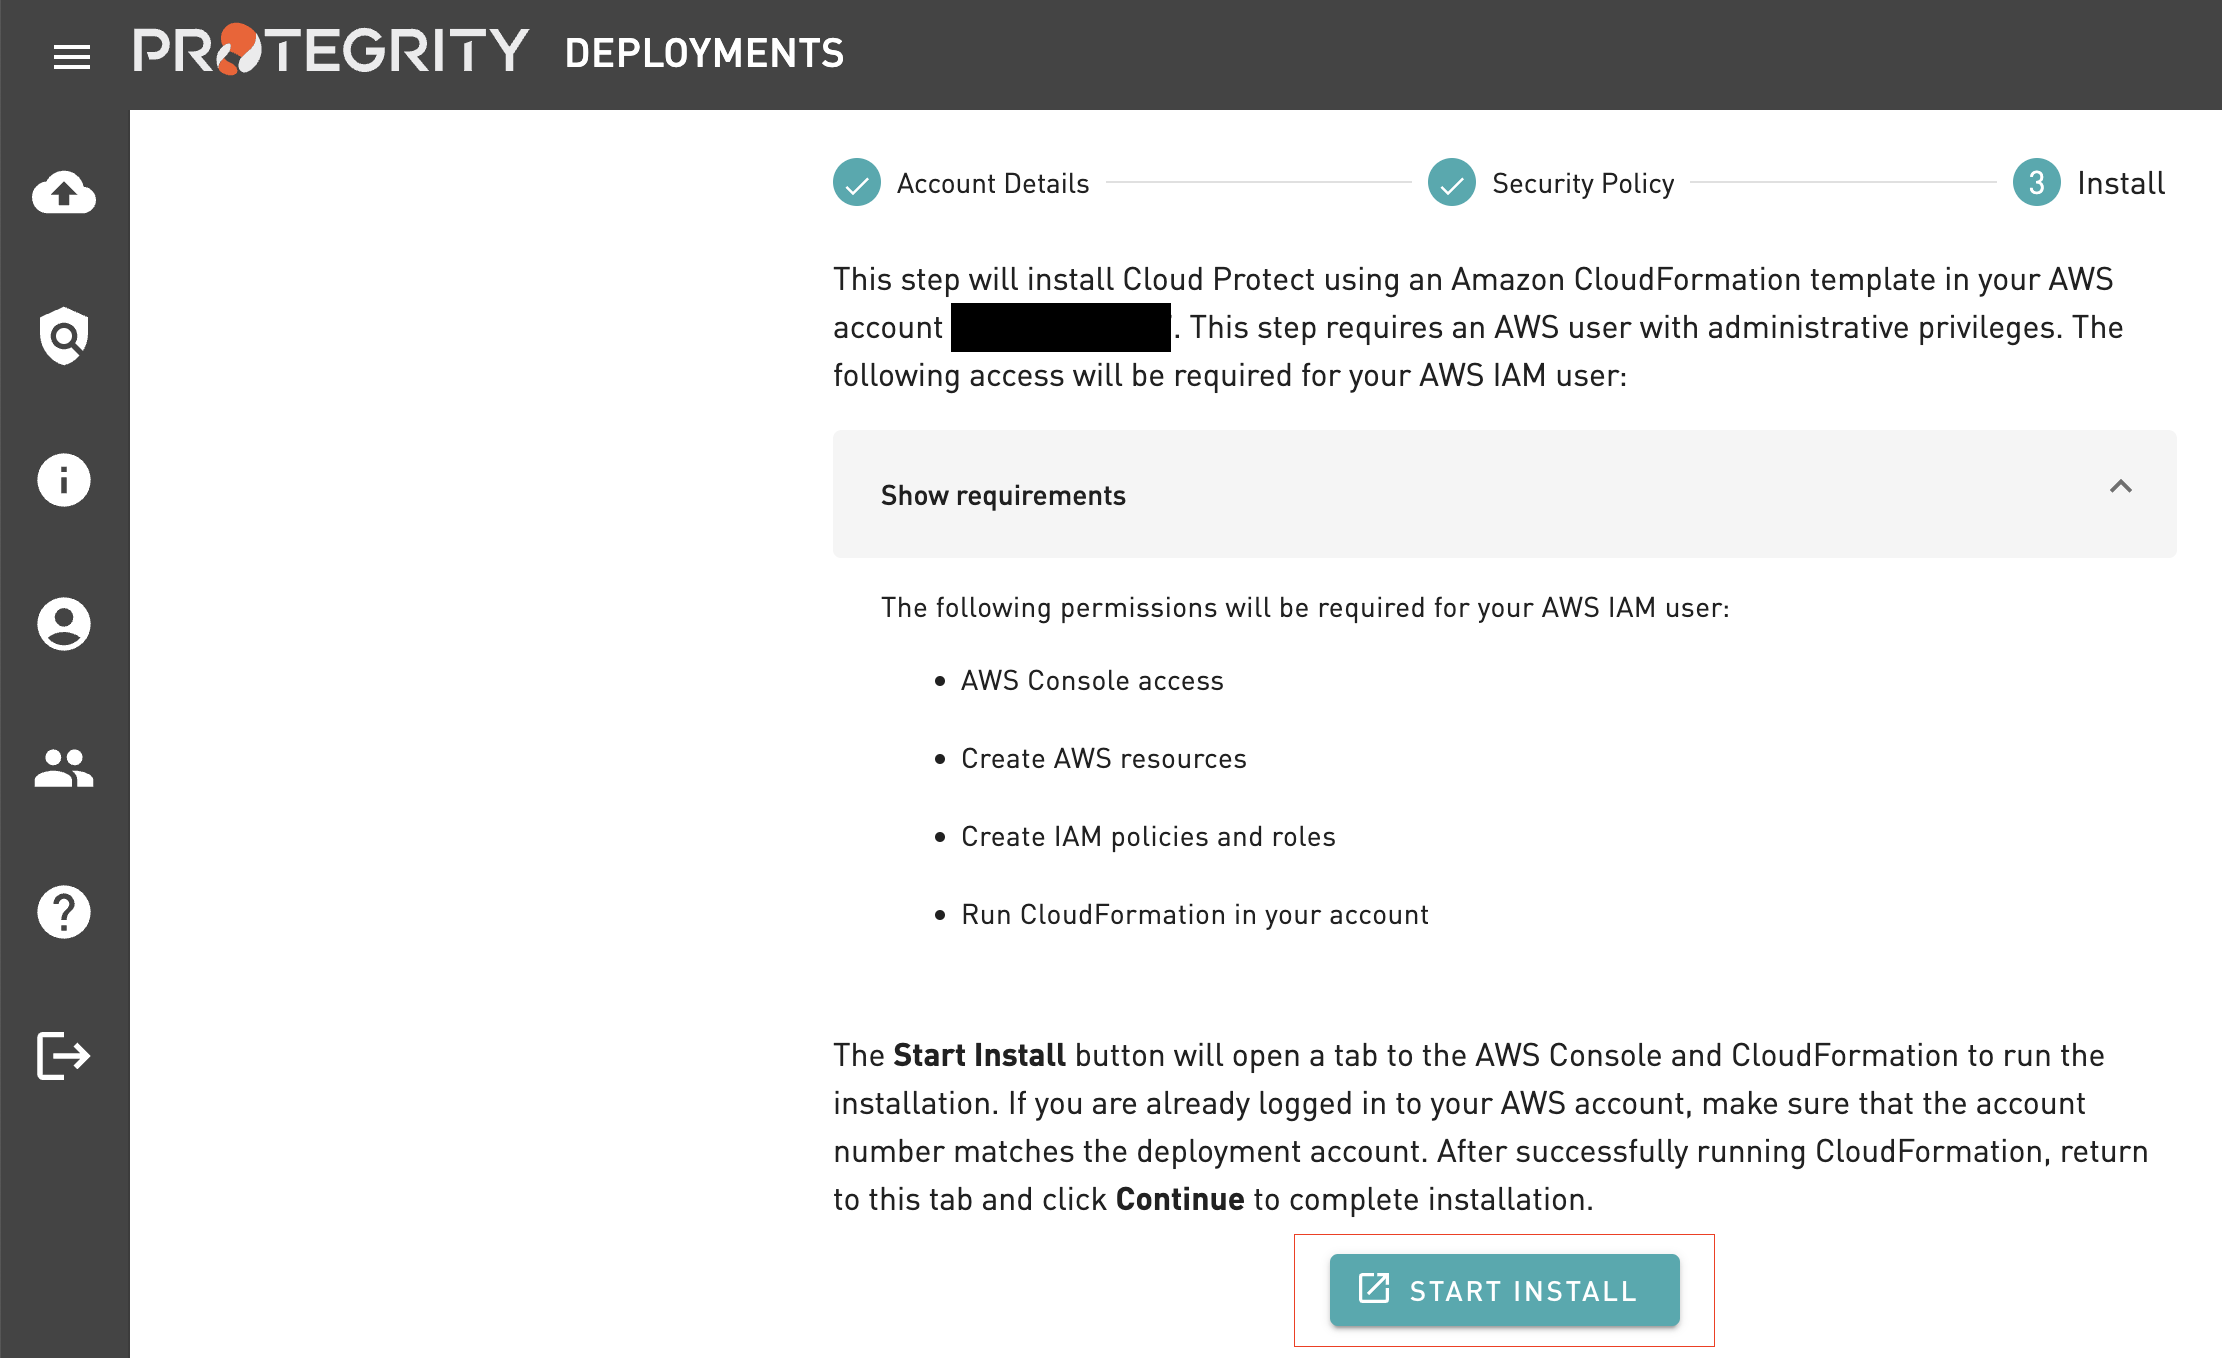 PROTEGRITY DEPLOYMENTS
Account Details
Security Policy
3 Install
This step will install Cloud Protect using an Amazon CloudFormation template in your AWS
account . This step requires an AWS user with administrative privileges. The
following access will be required for your AWS IAM user:
Show requirements
The following permissions will be required for your AWS IAM user:
• AWS Console access
• Create AWS resources
• Create IAM policies and roles
• Run CloudFormation in your account
The Start Install button will open a tab to the AWS Console and CloudFormation to run the
installation. If you are already logged in to your AWS account, make sure that the account
number matches the deployment account. After successfully running CloudFormation, return
to this tab and click Continue to complete installation.
START INSTALL